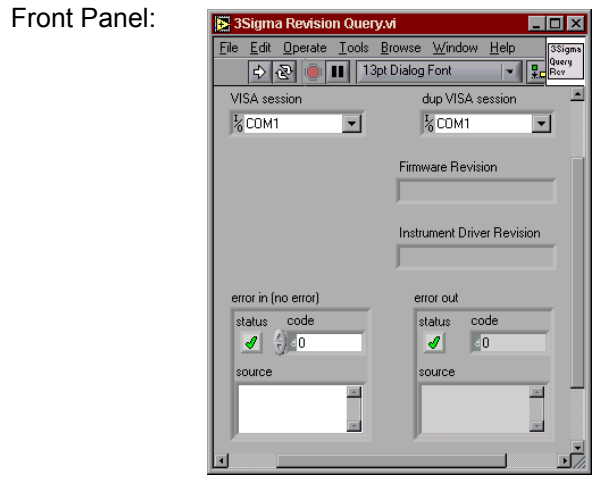 Front Panel:
3Sigma Revision Query.vi
File Edit Operate Tools Browse Window Help
3Sigma
Query
Rev
13pt Dialog Font
VISA session
dup VISA session
I/O COM1
I/O COM1
Firmware Revision
Instrument Driver Revision
error in (no error)
error out
status code
status code
d 0
d 0
source
source